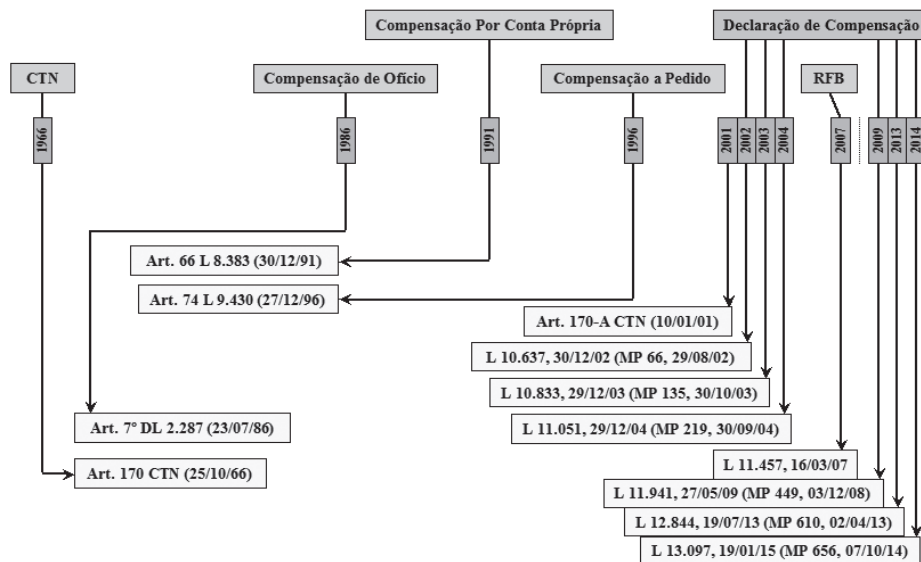 Compensação Por Conta Própria
Declaração de Compensação
CTN
Compensação de Ofício
Compensação a Pedido
RFB
1966
1986
1991
1996
2001
2002
2003
2004
2007
2009
2013
2014
Art. 66 L 8.383 (30/12/91)
Art. 74 L 9.430 (27/12/96)
Art. 170-A CTN (10/01/01)
L 10.637, 30/12/02 (MP 66, 29/08/02)
L 10.833, 29/12/03 (MP 135, 30/10/03)
Art. 7º DL 2.287 (23/07/86)
L 11.051, 29/12/04 (MP 219, 30/09/04)
Art. 170 CTN (25/10/66)
L 11.457, 16/03/07
L 11.941, 27/05/09 (MP 449, 03/12/08)
L 12.844, 19/07/13 (MP 610, 02/04/13)
L 13.097, 19/01/15 (MP 656, 07/10/14)